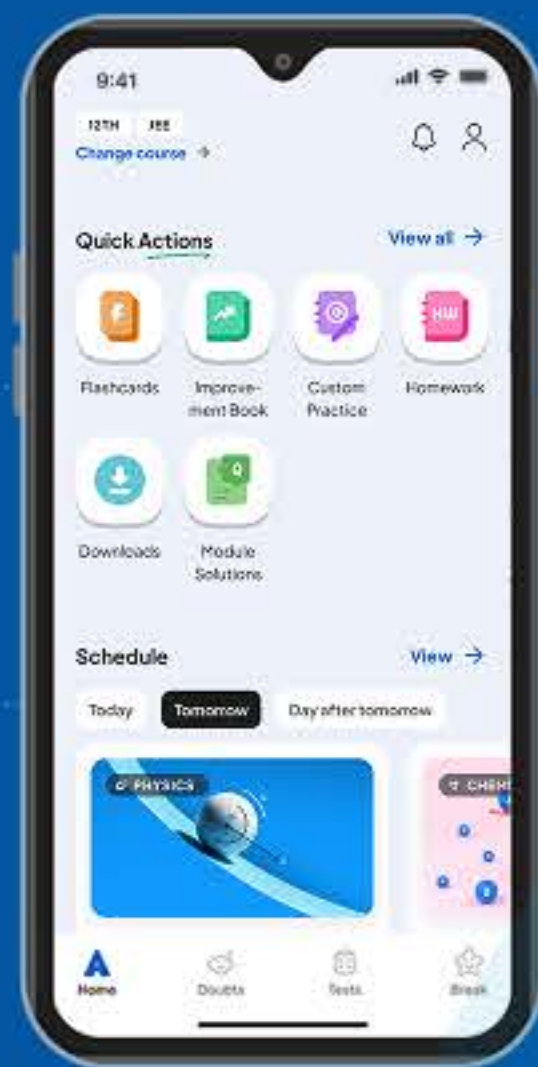 9:41
12TH JEE
Change course →
Quick Actions
View all →
HW
Flashcards
Improve-
ment Book
Custom
Practice
Homework
Q
Downloads
Module
Solutions
Schedule
View →
Today
Tomorrow
Day after tomorrow
PHYSICS
CHEM
Home
Doubts
Tests
Break